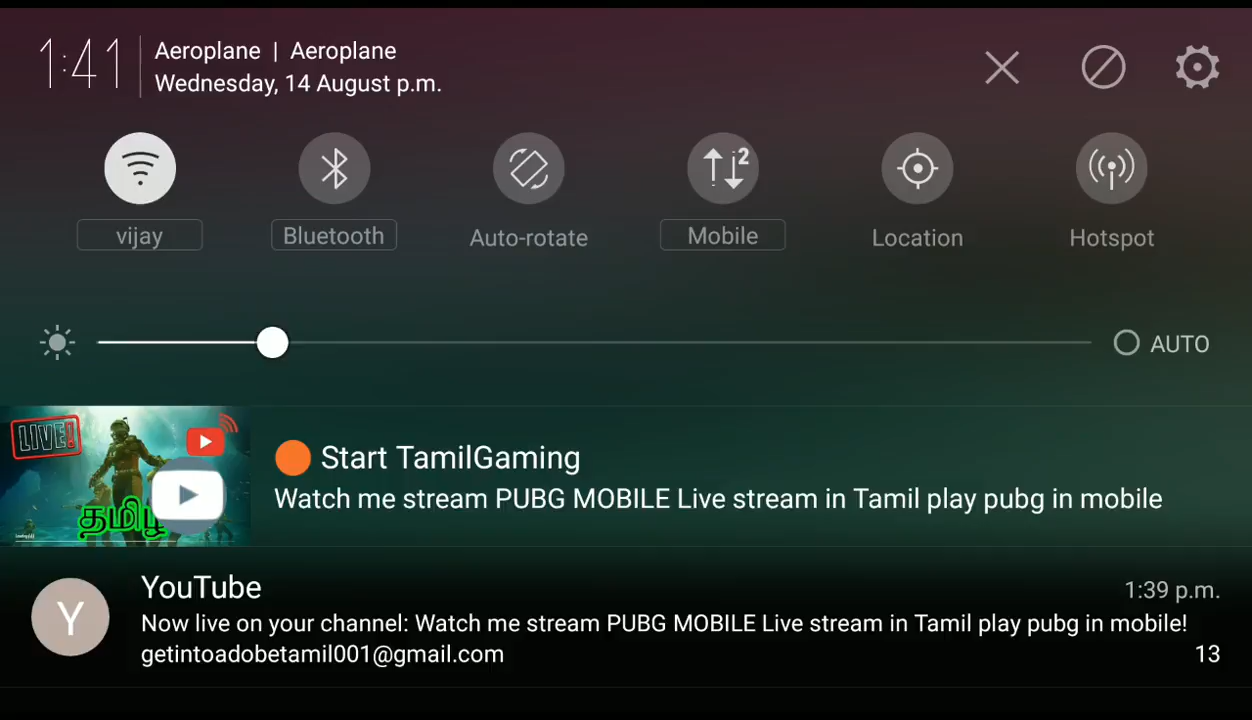 1:41
Aeroplane | Aeroplane
Wednesday, 14 August p.m.
vijay
Bluetooth
Auto-rotate
2
Mobile
Location
Hotspot
AUTO
LIVE!
தமிழ்
Start TamilGaming
Watch me stream PUBG MOBILE Live stream in Tamil play pubg in mobile
Y
YouTube
1:39 p.m.
Now live on your channel: Watch me stream PUBG MOBILE Live stream in Tamil play pubg in mobile!
getintoadobetamil001@gmail.com
13